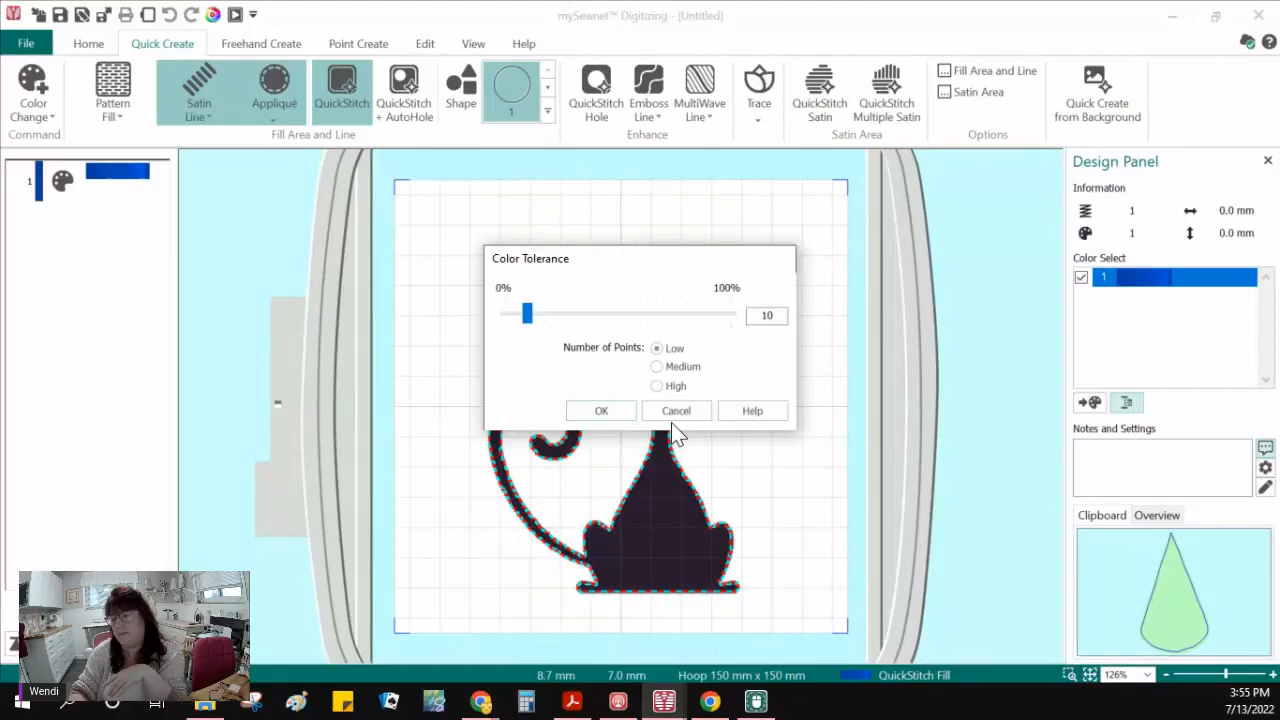 mySewnet™ Digitizing - [Untitled]
File
Home
Quick Create
Freehand Create
Point Create
Edit
View
Help
Color
Change
Pattern
Fill
Satin
Line
Appliqué
QuickStitch
QuickStitch
+ AutoHole
Shape
1
QuickStitch
Hole
Emboss
Line
MultiWave
Line
Trace
QuickStitch
Satin
QuickStitch
Multiple Satin
Fill Area and Line
Satin Area
Quick Create
from Background
Command
Fill Area and Line
Enhance
Satin Area
Options
1
Design Panel
Information
1
0.0 mm
1
0.0 mm
Color Select
1
Notes and Settings
Clipboard
Overview
Color Tolerance
0%
100%
10
Number of Points:
Low
Medium
High
OK
Cancel
Help
Wendi
8.7 mm
7.0 mm
Hoop 150 mm x 150 mm
QuickStitch Fill
126%
3:55 PM
7/13/2022